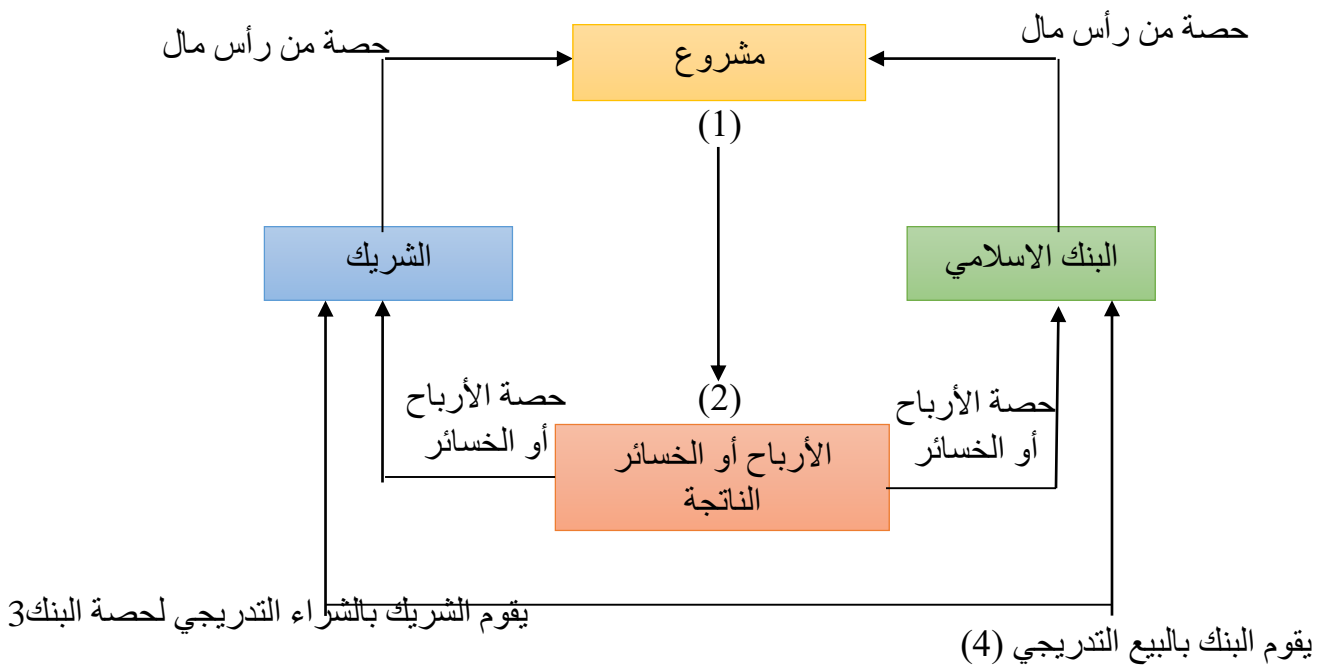 حصة من رأس مال
مشروع
حصة من رأس مال
(1)
البنك الاسلامي
الشريك
(2)
حصة الأرباح
أو الخسائر
الأرباح أو الخسائر
الناتجة
حصة الأرباح
أو الخسائر
يقوم الشريك بالشراء التدريجي لحصة البنك3
يقوم البنك بالبيع التدريجي (4)